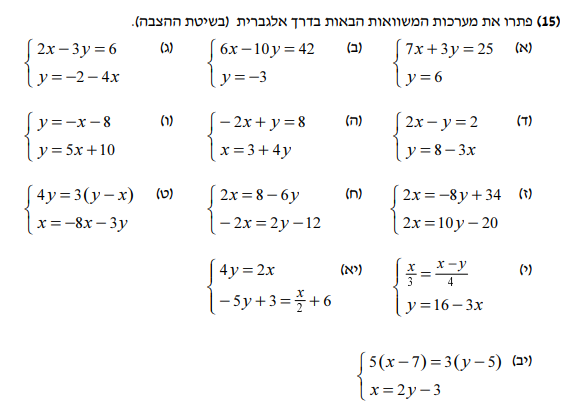 (15) פתרו את מערכות המשוואות הבאות בדרך אלגברית (בשיטת ההצבה).
(א) { 7x + 3y = 25
y = 6
(ב) { 6x − 10y = 42
y = −3
(ג) { 2x − 3y = 6
y = −2 − 4x
(ד) { 2x − y = 2
y = 8 − 3x
(ה) { −2x + y = 8
x = 3 + 4y
(ו) { y = −x − 8
y = 5x + 10
(ז) { 2x = −8y + 34
2x = 10y − 20
(ח) { 2x = 8 − 6y
−2x = 2y − 12
(ט) { 4y = 3(y − x)
x = −8x − 3y
(י) { x/3 = (x − y)/4
y = 16 − 3x
(יא) { 4y = 2x
−5y + 3 = x/2 + 6
(יב) { 5(x − 7) = 3(y − 5)
x = 2y − 3